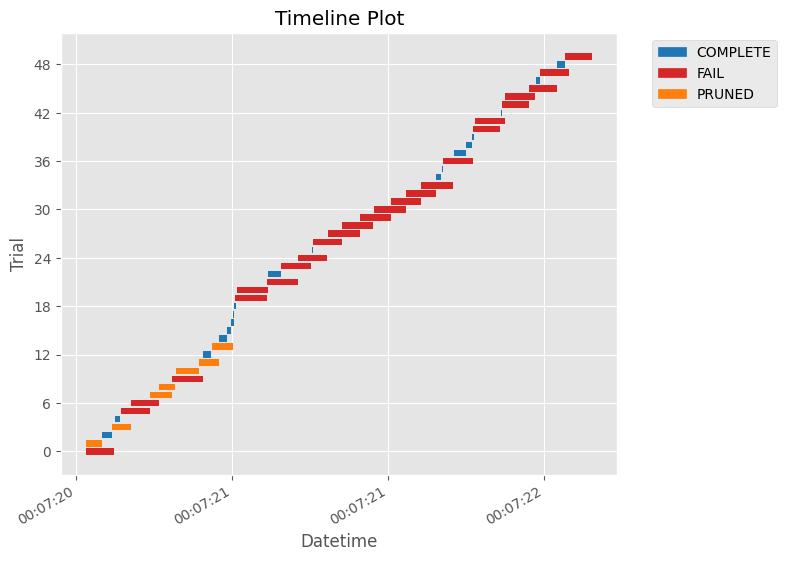 Timeline Plot
COMPLETE
FAIL
PRUNED
Trial
48
42
36
30
24
18
12
6
0
00:07:20
00:07:21
00:07:21
00:07:22
Datetime